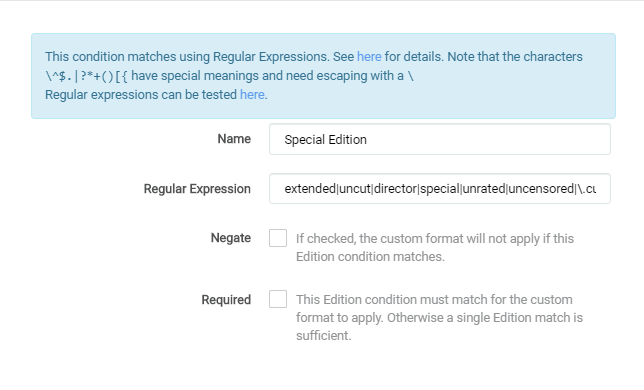 This condition matches using Regular Expressions. See here for details. Note that the characters
\^$.|?*+()[{ have special meanings and need escaping with a \
Regular expressions can be tested here.
Name
Special Edition
Regular Expression
extended|uncut|director|special|unrated|uncensored|\.cu
Negate
If checked, the custom format will not apply if this
Edition condition matches.
Required
This Edition condition must match for the custom
format to apply. Otherwise a single Edition match is
sufficient.